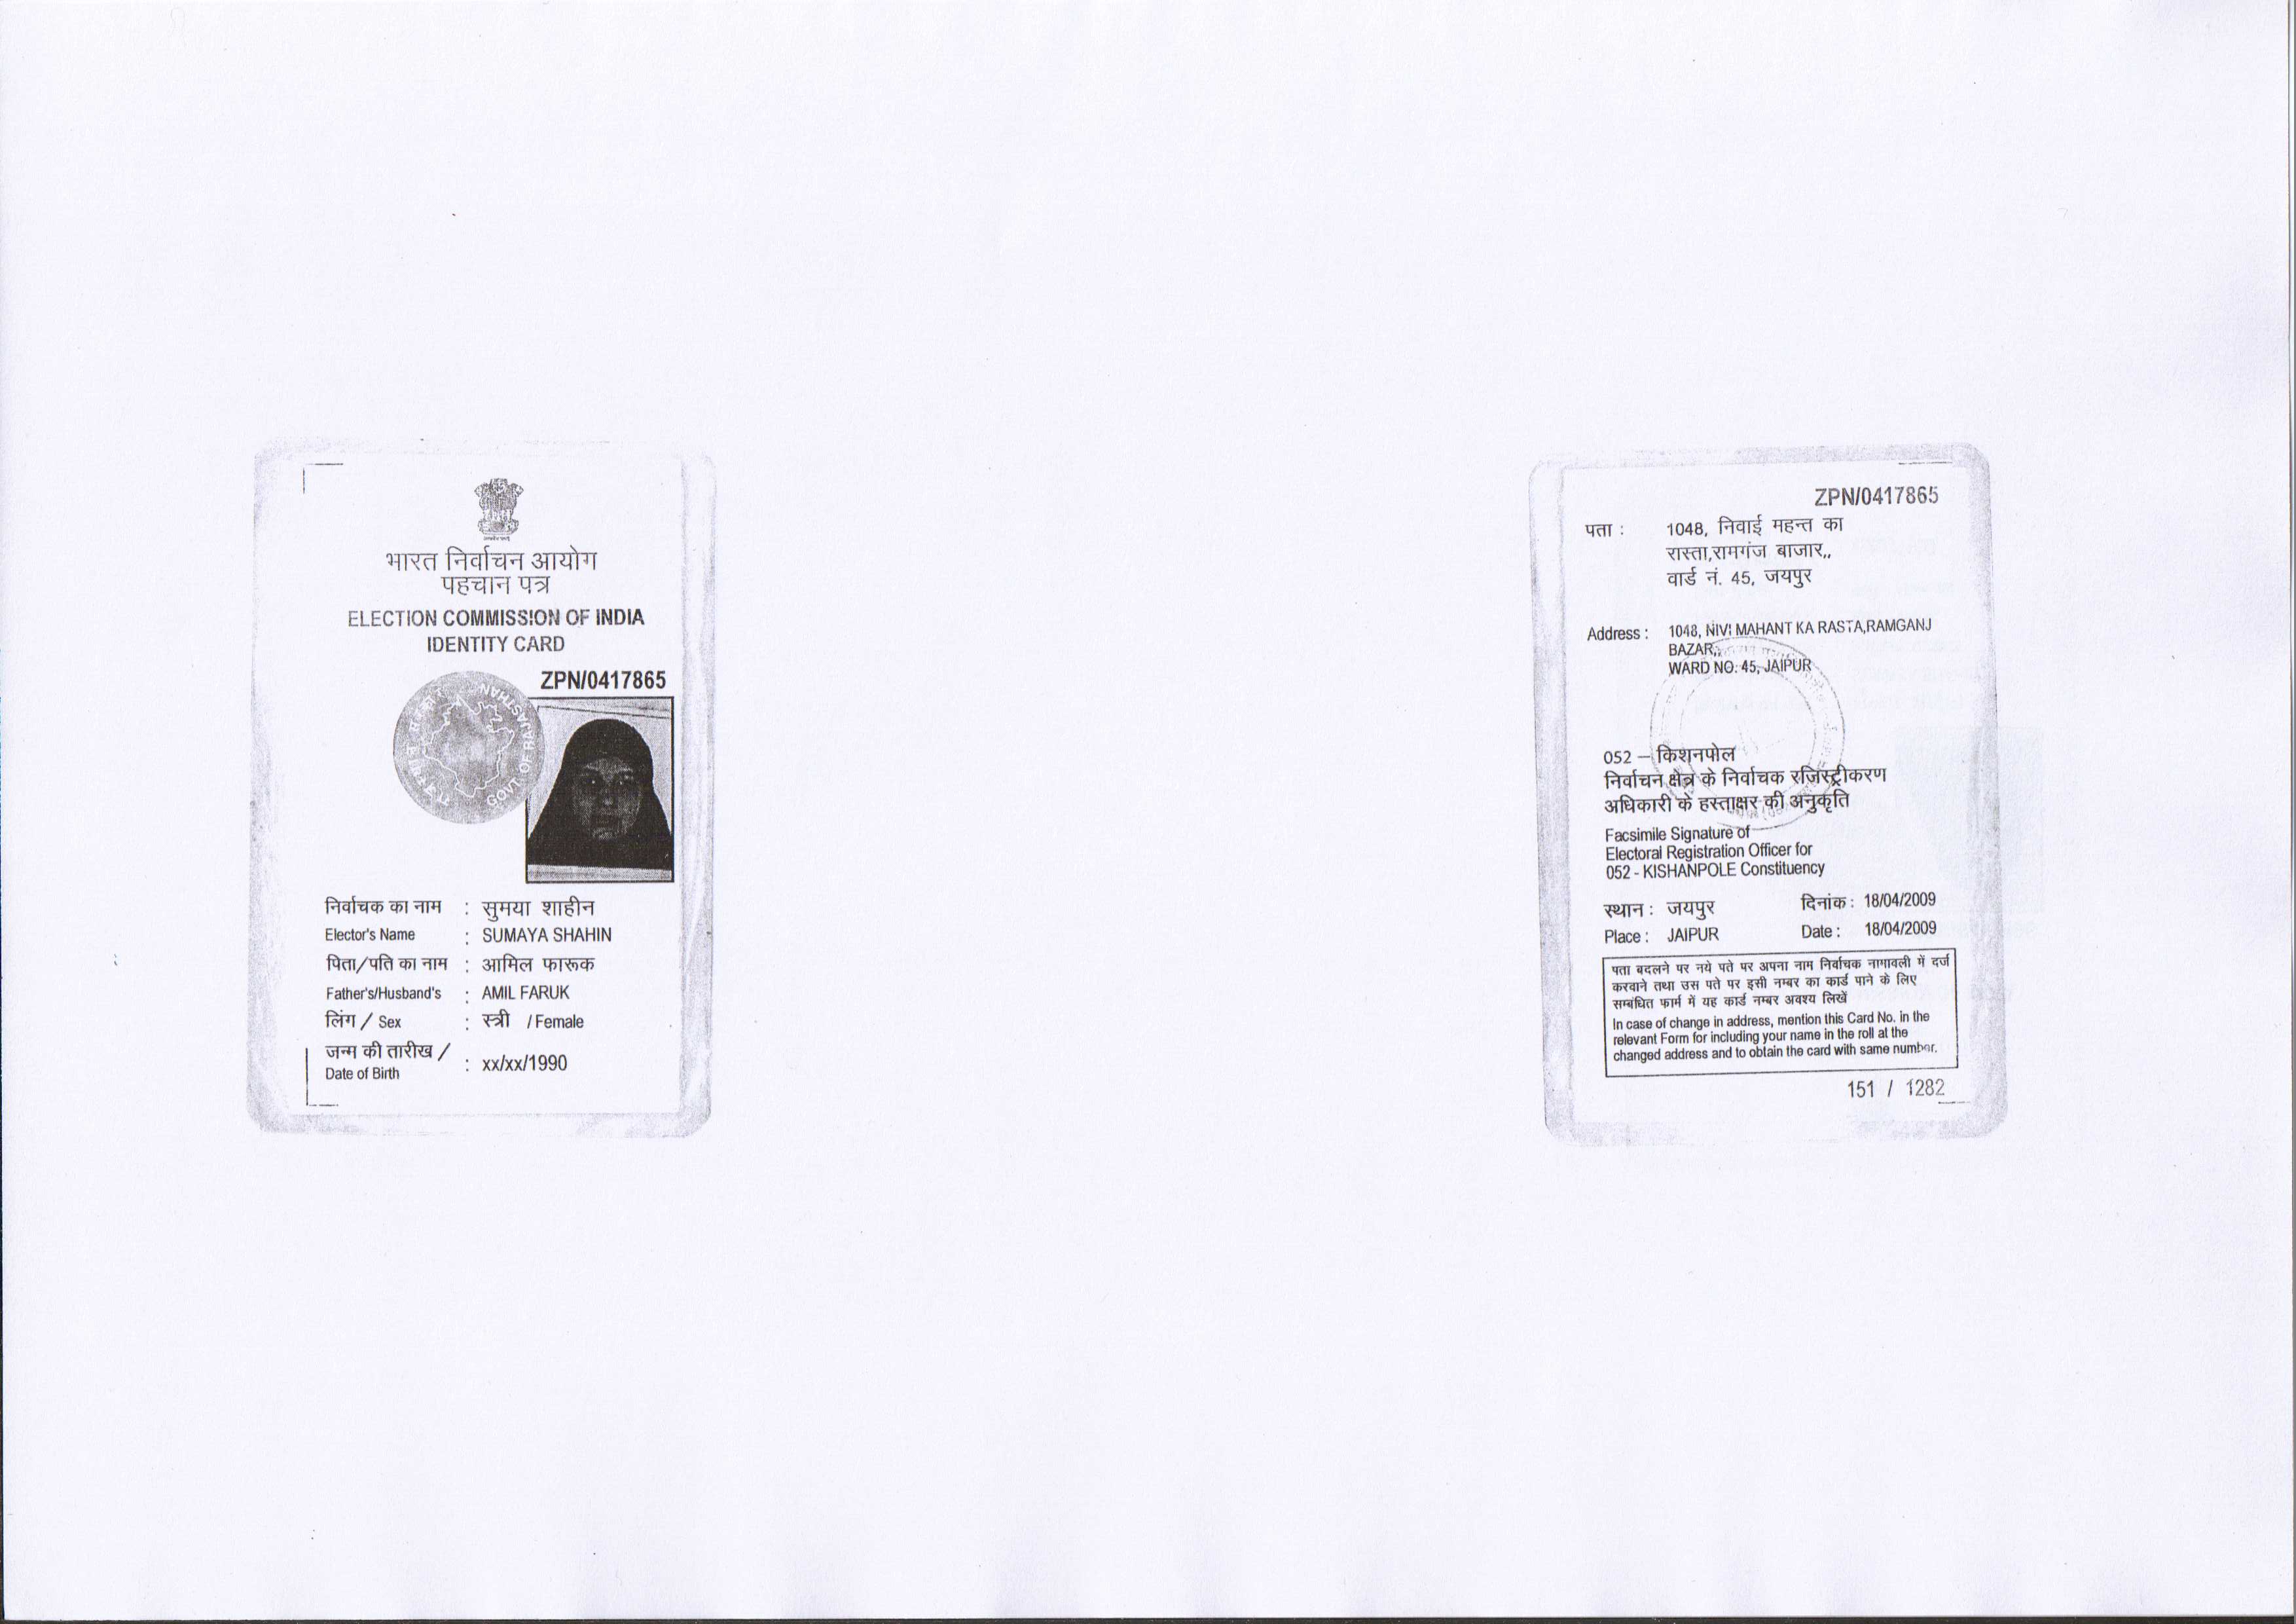 भारत निर्वाचन आयोग
पहचान पत्र
ELECTION COMMISSION OF INDIA
IDENTITY CARD
ZPN/0417865
GOVT. OF RAJASTHAN
निर्वाचक का नाम : सुमया शाहीन
Elector's Name : SUMAYA SHAHIN
पिता/पति का नाम : आमिल फारूक
Father's/Husband's : AMIL FARUK
लिंग / Sex : स्त्री / Female
जन्म की तारीख /
Date of Birth : xx/xx/1990
ZPN/0417865
पता : 1048, निवाई महन्त का
रास्ता,रामगंज बाजार,,
वार्ड नं. 45, जयपुर
Address : 1048, NIVI MAHANT KA RASTA,RAMGANJ
BAZAR,,
WARD NO. 45, JAIPUR
052 – किशनपोल
निर्वाचन क्षेत्र के निर्वाचक रजिस्ट्रीकरण
अधिकारी के हस्ताक्षर की अनुकृति
Facsimile Signature of
Electoral Registration Officer for
052 - KISHANPOLE Constituency
स्थान : जयपुर दिनांक : 18/04/2009
Place : JAIPUR Date : 18/04/2009
पता बदलने पर नये पते पर अपना नाम निर्वाचक नामावली में दर्ज
करवाने तथा उस पते पर इसी नम्बर का कार्ड पाने के लिए
सम्बंधित फार्म में यह कार्ड नम्बर अवश्य लिखें
In case of change in address, mention this Card No. in the
relevant Form for including your name in the roll at the
changed address and to obtain the card with same number.
151 / 1282